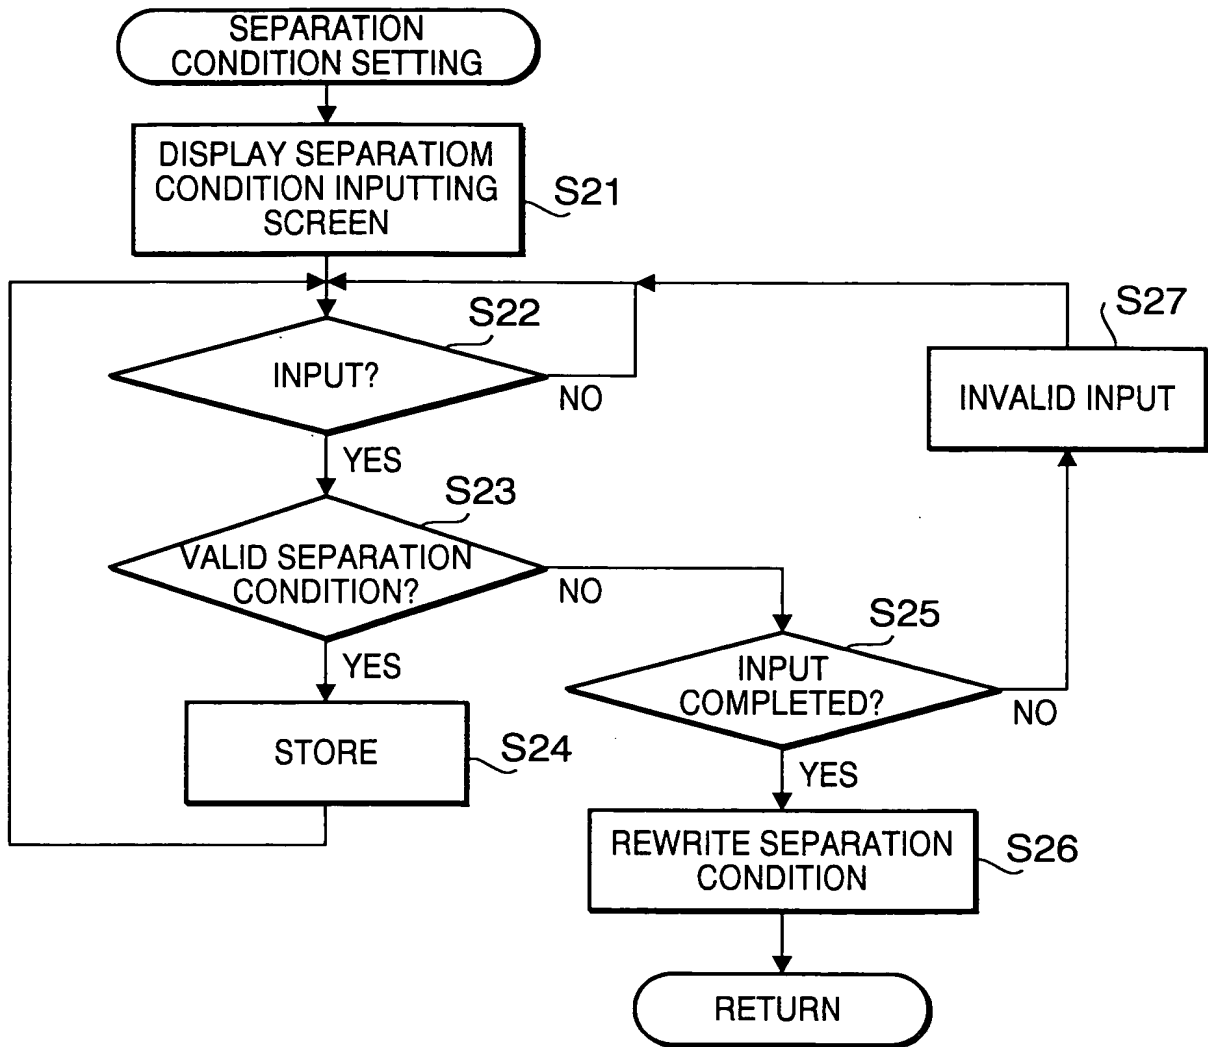 SEPARATION
CONDITION SETTING
DISPLAY SEPARATIOM
CONDITION INPUTTING
SCREEN
S21
S22
INPUT?
NO
YES
S27
INVALID INPUT
S23
VALID SEPARATION
CONDITION?
NO
YES
S24
STORE
S25
INPUT
COMPLETED?
NO
YES
REWRITE SEPARATION
CONDITION
S26
RETURN